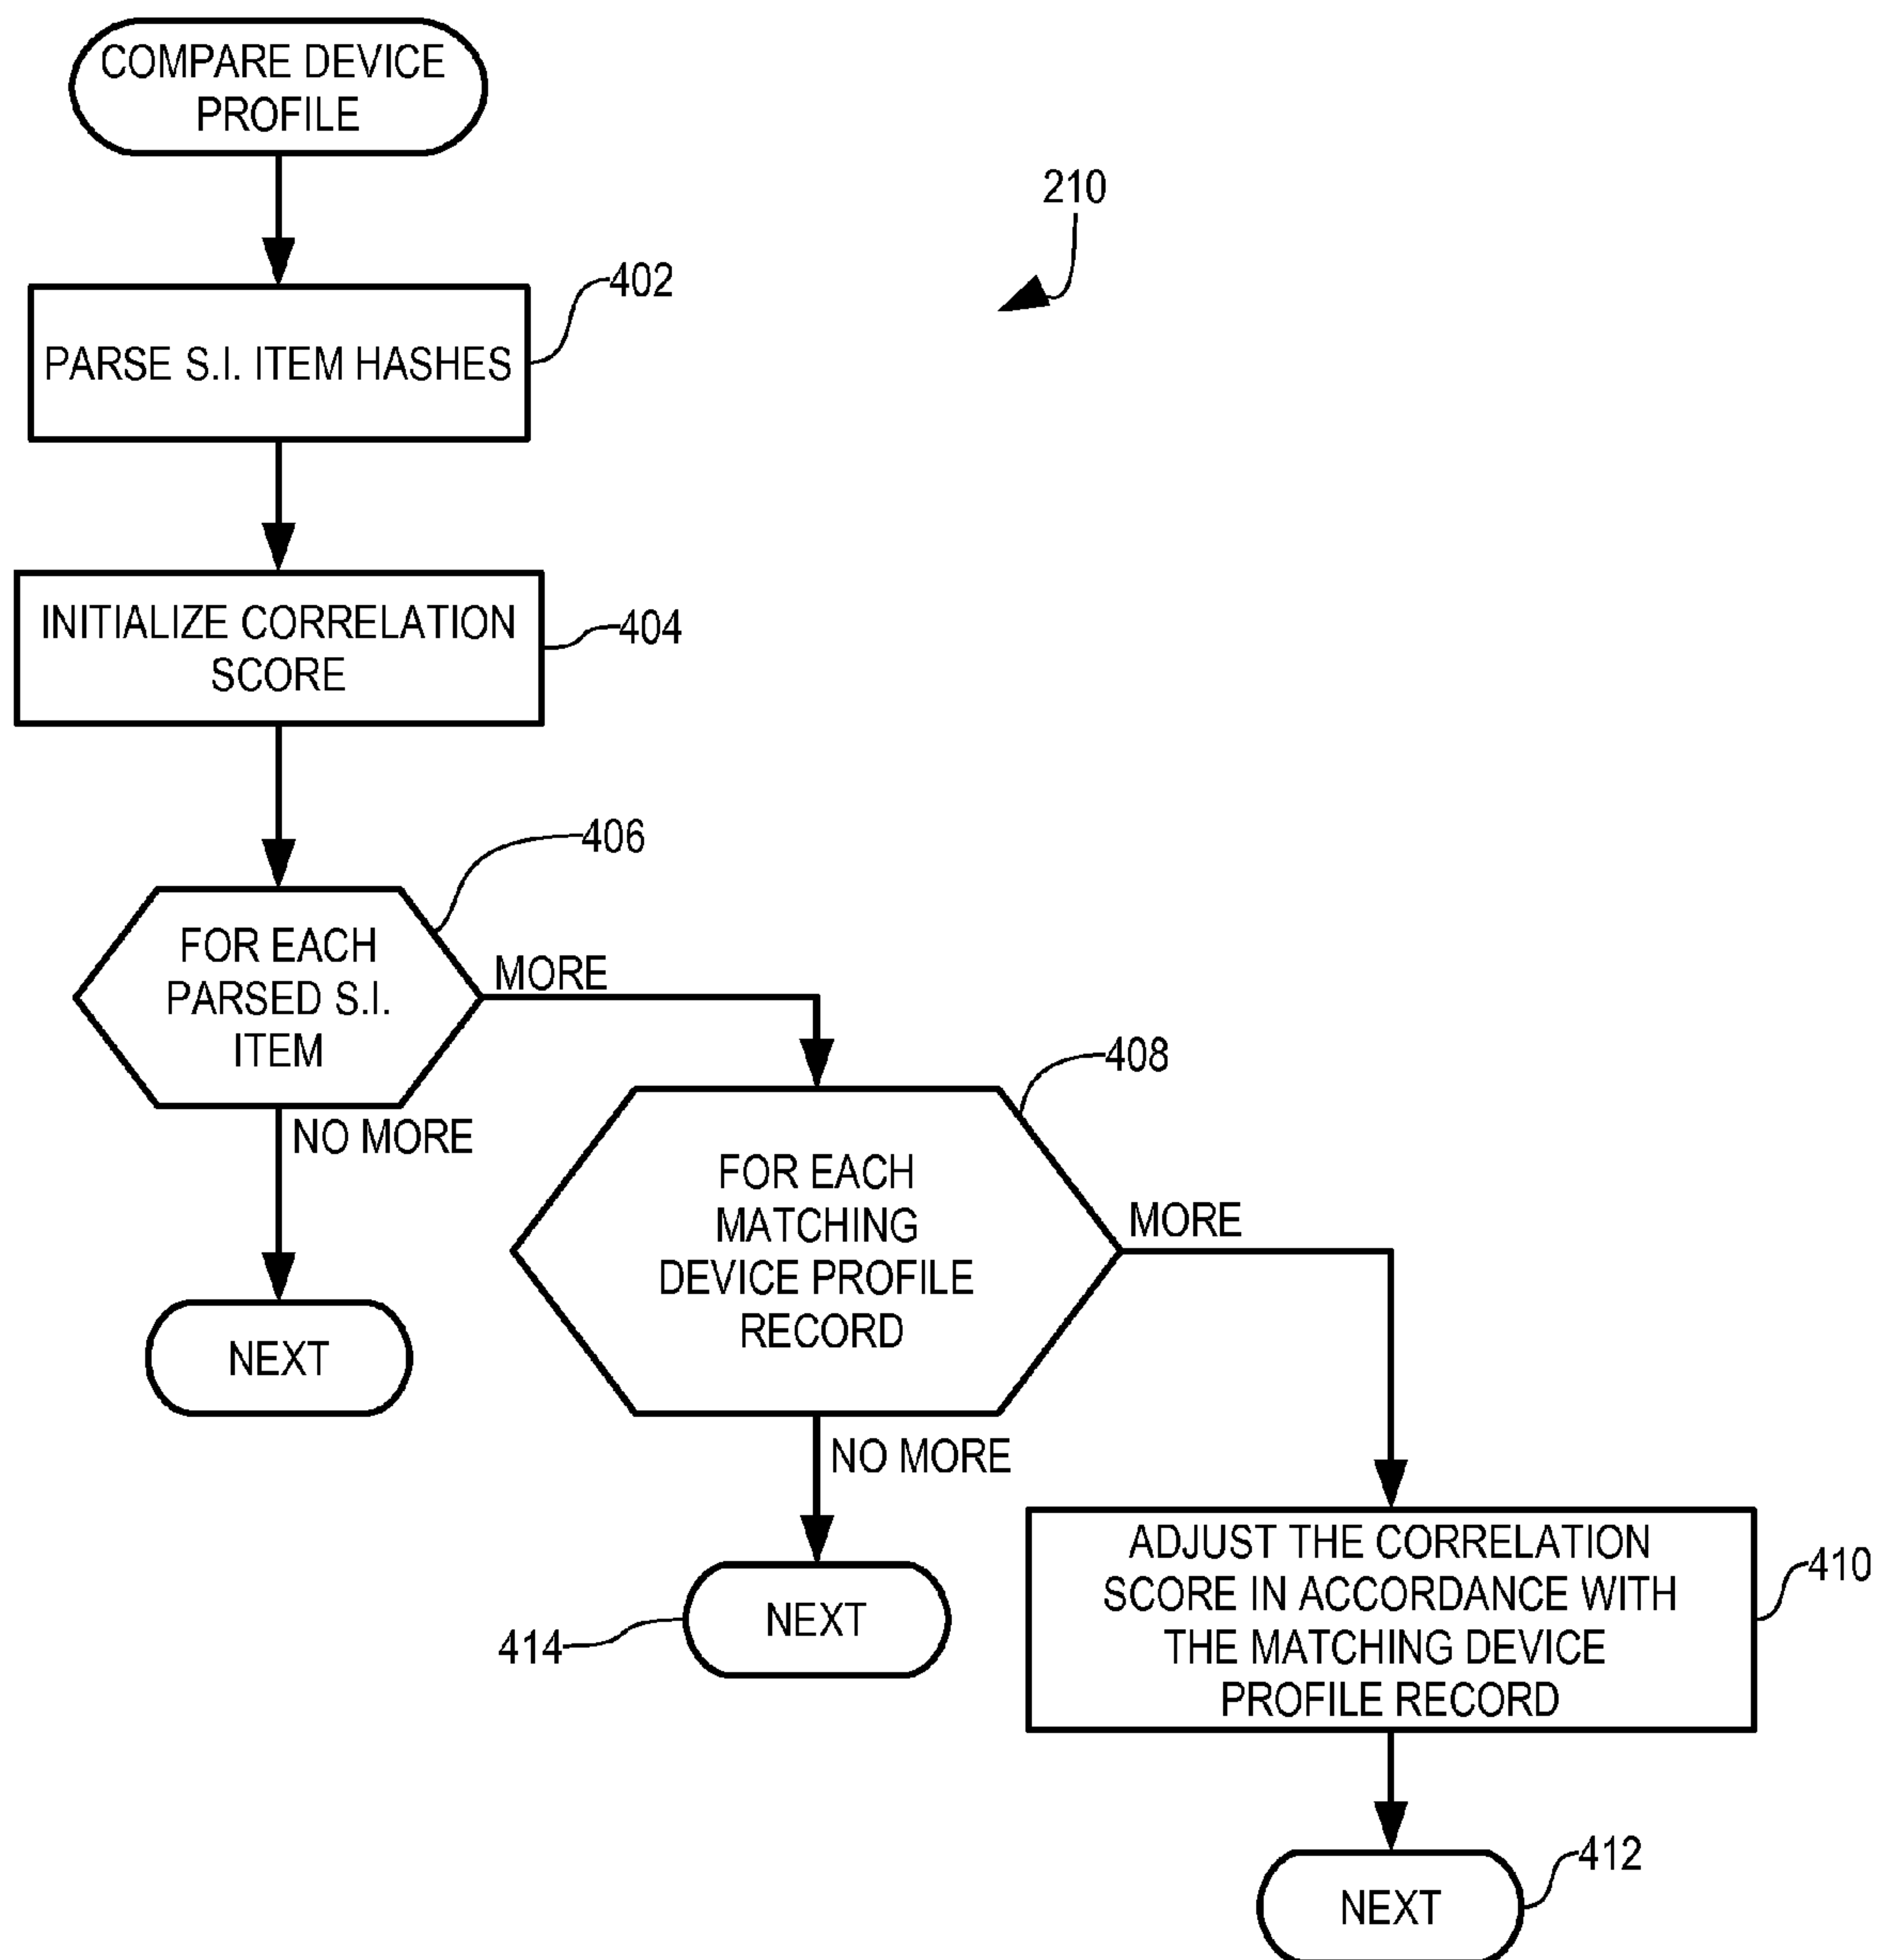 COMPARE DEVICE
PROFILE
210
402
PARSE S.I. ITEM HASHES
INITIALIZE CORRELATION
SCORE
404
406
FOR EACH
PARSED S.I.
ITEM
MORE
NO MORE
NEXT
408
FOR EACH
MATCHING
DEVICE PROFILE
RECORD
MORE
NO MORE
414
NEXT
ADJUST THE CORRELATION
SCORE IN ACCORDANCE WITH
THE MATCHING DEVICE
PROFILE RECORD
410
412
NEXT